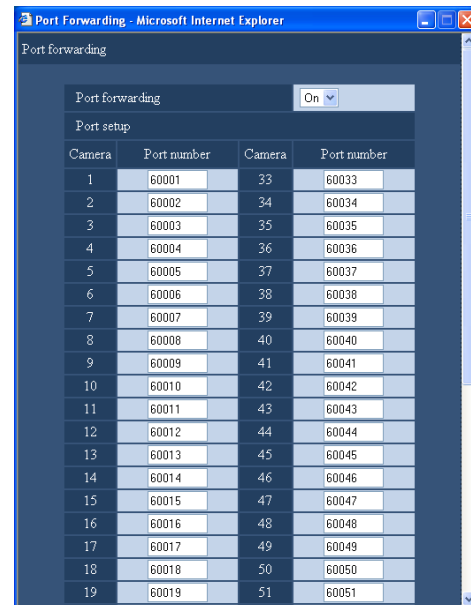 Port Forwarding - Microsoft Internet Explorer
Port forwarding
Port forwarding On
Port setup
Camera Port number Camera Port number
1 60001 33 60033
2 60002 34 60034
3 60003 35 60035
4 60004 36 60036
5 60005 37 60037
6 60006 38 60038
7 60007 39 60039
8 60008 40 60040
9 60009 41 60041
10 60010 42 60042
11 60011 43 60043
12 60012 44 60044
13 60013 45 60045
14 60014 46 60046
15 60015 47 60047
16 60016 48 60048
17 60017 49 60049
18 60018 50 60050
19 60019 51 60051